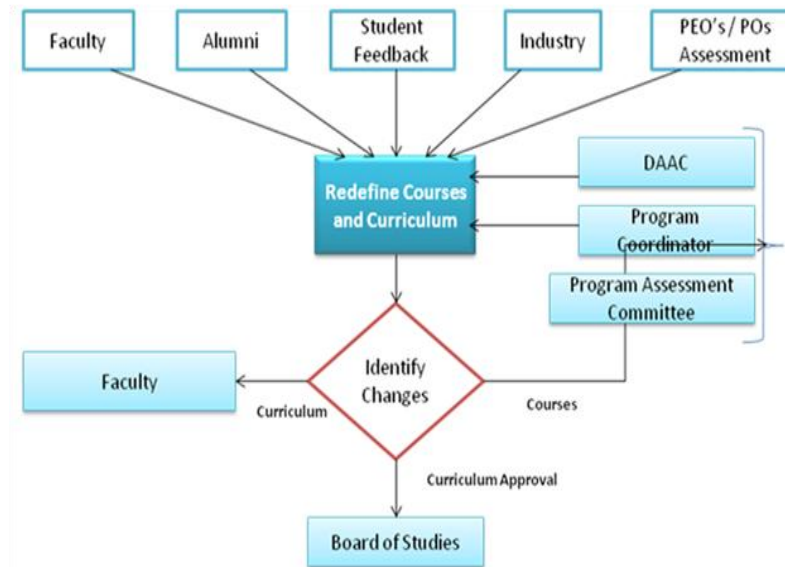 Faculty
Alumni
Student
Feedback
Industry
PEO's / POs
Assessment
Redefine Courses
and Curriculum
DAAC
Program
Coordinator
Program Assessment
Committee
Identify
Changes
Faculty
Curriculum
Courses
Curriculum Approval
Board of Studies